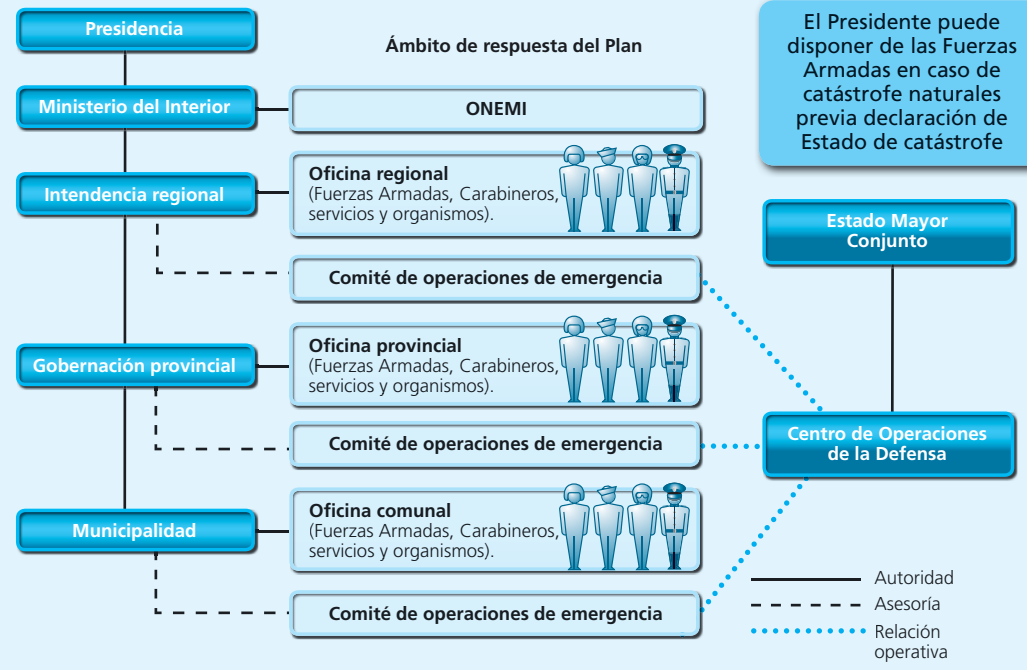 Presidencia
Ámbito de respuesta del Plan
El Presidente puede
disponer de las Fuerzas
Armadas en caso de
catástrofe naturales
previa declaración de
Estado de catástrofe
Ministerio del Interior
ONEMI
Intendencia regional
Oficina regional
(Fuerzas Armadas, Carabineros,
servicios y organismos).
Estado Mayor
Conjunto
Comité de operaciones de emergencia
Gobernación provincial
Oficina provincial
(Fuerzas Armadas, Carabineros,
servicios y organismos).
Comité de operaciones de emergencia
Centro de Operaciones
de la Defensa
Municipalidad
Oficina comunal
(Fuerzas Armadas, Carabineros,
servicios y organismos).
Comité de operaciones de emergencia
Autoridad
Asesoría
Relación
operativa